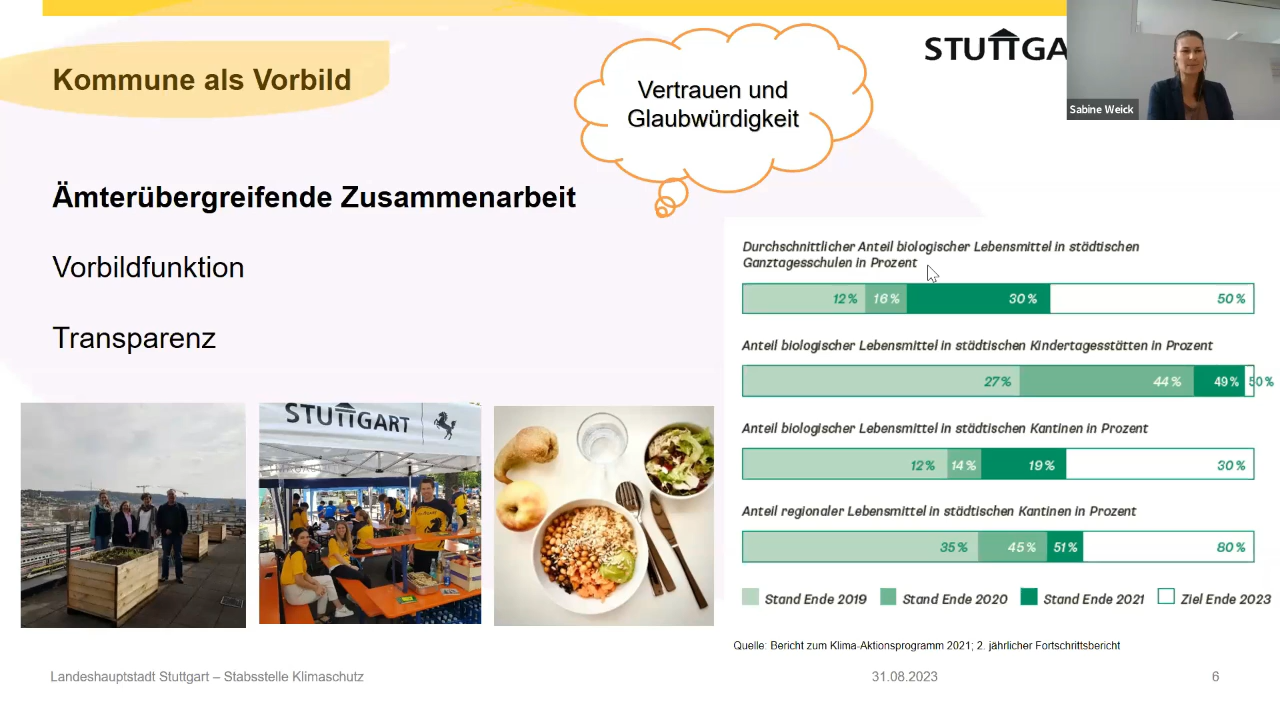 Kommune als Vorbild
Vertrauen und
Glaubwürdigkeit
STUTTGA
Sabine Weick
Ämterübergreifende Zusammenarbeit
Vorbildfunktion
Transparenz
STUTTGART
Durchschnittlicher Anteil biologischer Lebensmittel in städtischen
Ganztagesschulen in Prozent
12 % 16 % 30 % 50 %
Anteil biologischer Lebensmittel in städtischen Kindertagesstätten in Prozent
27 % 44 % 49 % 50 %
Anteil biologischer Lebensmittel in städtischen Kantinen in Prozent
12 % 14 % 19 % 30 %
Anteil regionaler Lebensmittel in städtischen Kantinen in Prozent
35 % 45 % 51 % 80 %
Stand Ende 2019 Stand Ende 2020 Stand Ende 2021 Ziel Ende 2023
Quelle: Bericht zum Klima-Aktionsprogramm 2021; 2. jährlicher Fortschrittsbericht
Landeshauptstadt Stuttgart – Stabsstelle Klimaschutz 31.08.2023 6